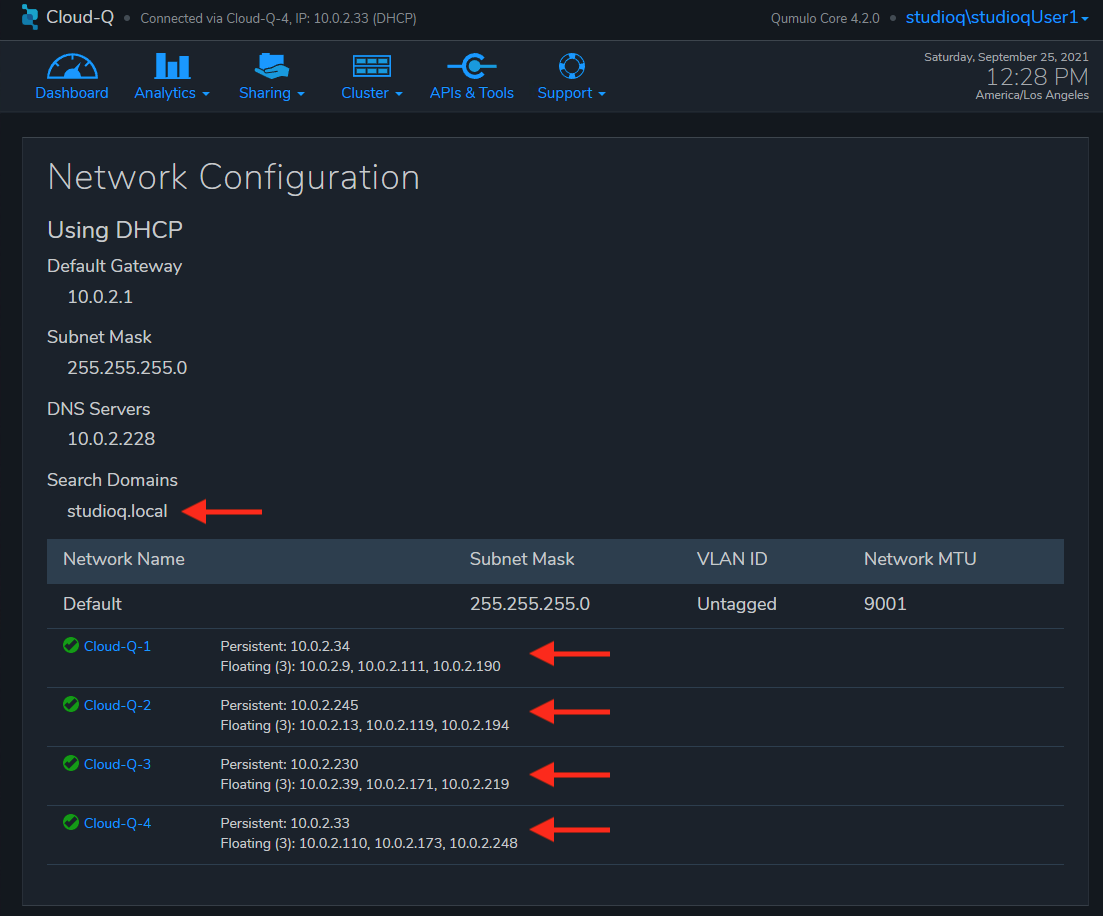 Cloud-Q • Connected via Cloud-Q-4, IP: 10.0.2.33 (DHCP) Qumulo Core 4.2.0 • studioq\studioqUser1
Dashboard Analytics Sharing Cluster APIs & Tools Support
Saturday, September 25, 2021
12:28 PM
America/Los Angeles
Network Configuration
Using DHCP
Default Gateway
10.0.2.1
Subnet Mask
255.255.255.0
DNS Servers
10.0.2.228
Search Domains
studioq.local
Network Name Subnet Mask VLAN ID Network MTU
Default 255.255.255.0 Untagged 9001
Cloud-Q-1 Persistent: 10.0.2.34
Floating (3): 10.0.2.9, 10.0.2.111, 10.0.2.190
Cloud-Q-2 Persistent: 10.0.2.245
Floating (3): 10.0.2.13, 10.0.2.119, 10.0.2.194
Cloud-Q-3 Persistent: 10.0.2.230
Floating (3): 10.0.2.39, 10.0.2.171, 10.0.2.219
Cloud-Q-4 Persistent: 10.0.2.33
Floating (3): 10.0.2.110, 10.0.2.173, 10.0.2.248